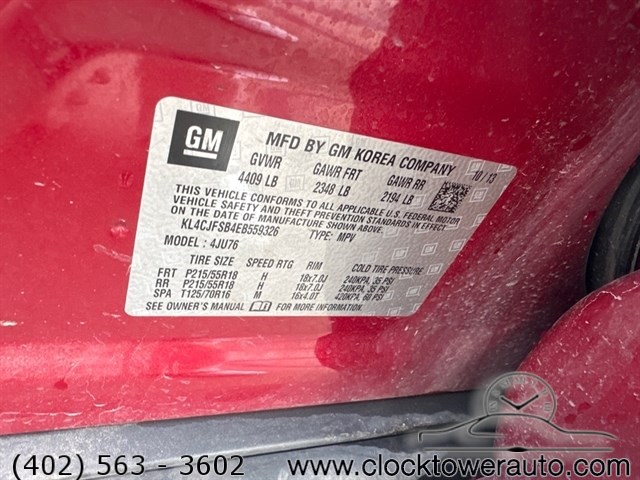 GM
MFD BY GM KOREA COMPANY 10/13
GVWR GAWR FRT GAWR RR
4409 LB 2348 LB 2194 LB
THIS VEHICLE CONFORMS TO ALL APPLICABLE U.S. FEDERAL MOTOR
VEHICLE SAFETY AND THEFT PREVENTION STANDARDS IN EFFECT
ON THE DATE OF MANUFACTURE SHOWN ABOVE.
KL4CJFSB4EB559326 TYPE: MPV
MODEL: 4JU76
TIRE SIZE SPEED RTG RIM COLD TIRE PRESSURE
FRT P215/55R18 H 18x7.0J 240KPA, 35 PSI
RR P215/55R18 H 18x7.0J 240KPA, 35 PSI
SPA T125/70R16 M 16x4.0T 420KPA, 60 PSI
SEE OWNER'S MANUAL FOR MORE INFORMATION.
(402) 563 - 3602 www.clocktowerauto.com